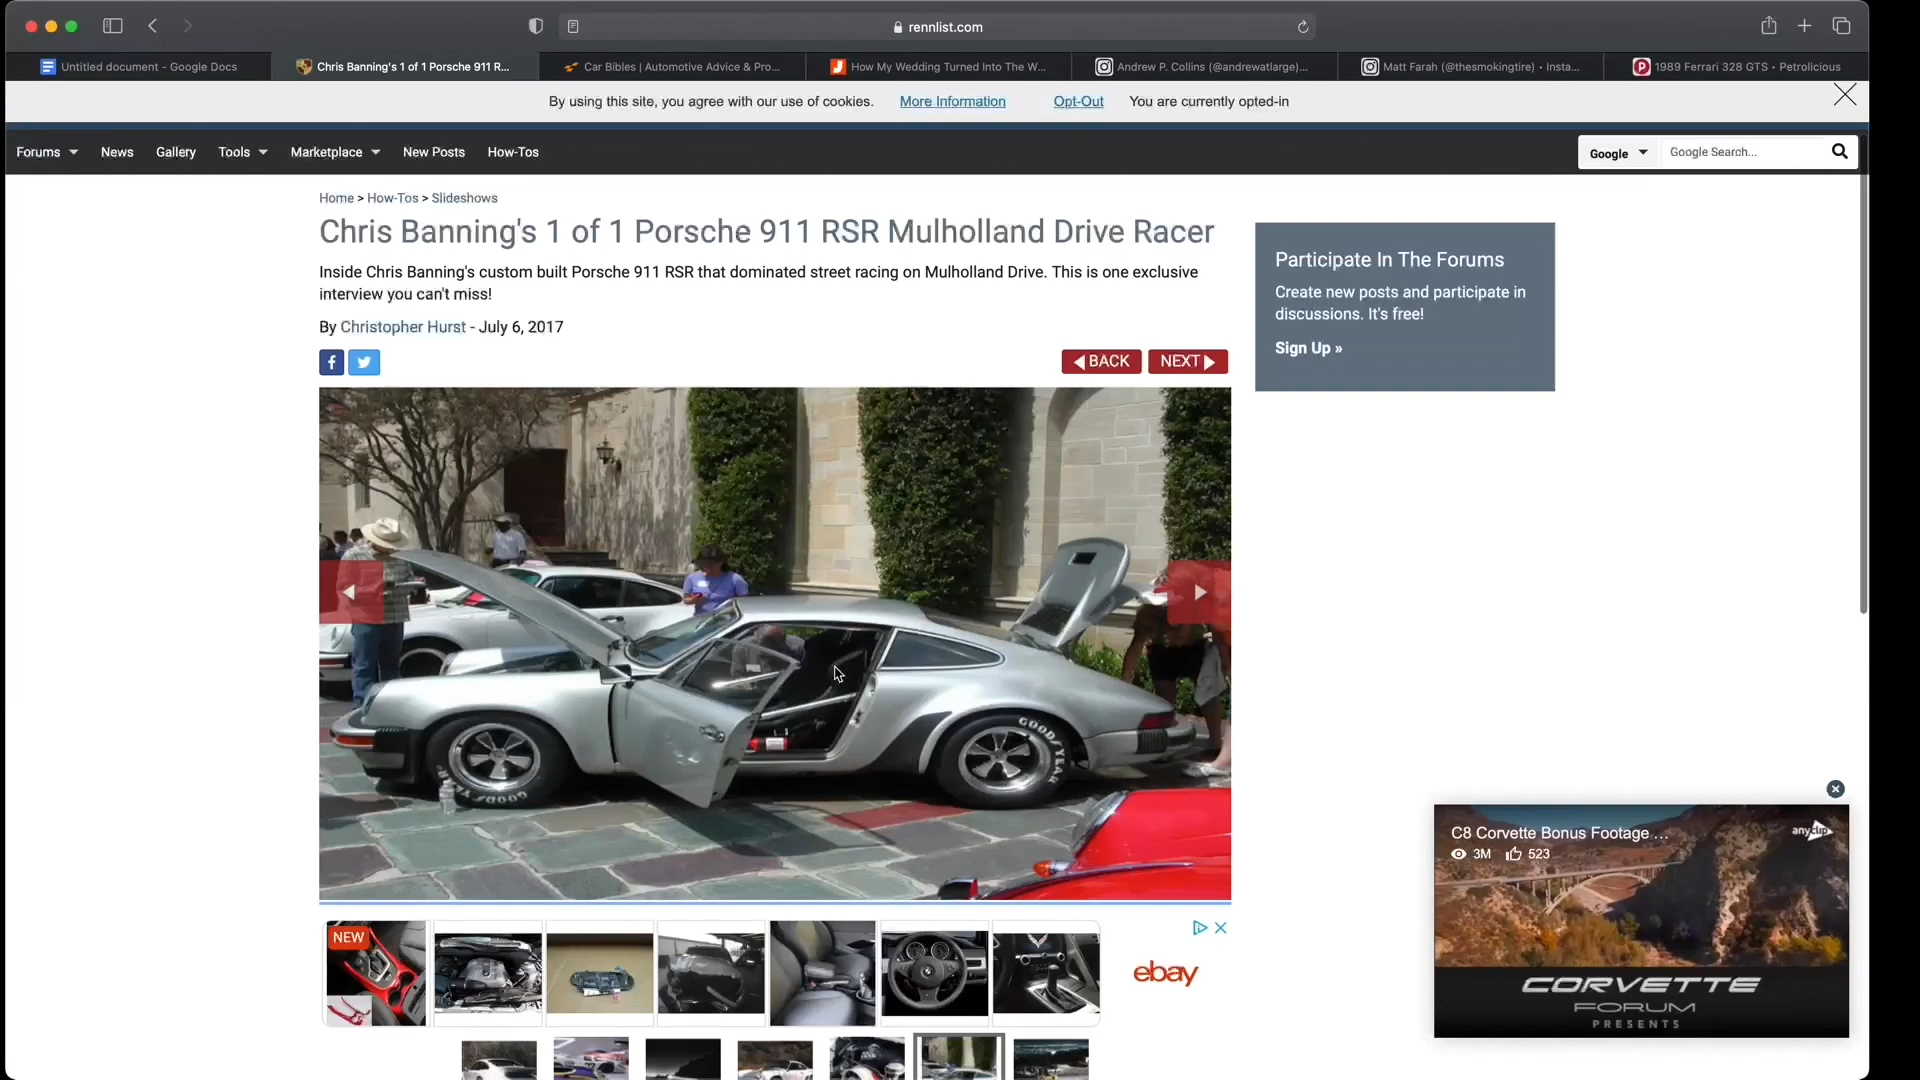 rennlist.com
Untitled document - Google Docs
Chris Banning's 1 of 1 Porsche 911 R...
Car Bibles | Automotive Advice & Pro...
How My Wedding Turned Into The W...
Andrew P. Collins (@andrewatlarge)...
Matt Farah (@thesmokingtire) • Insta...
1989 Ferrari 328 GTS • Petrolicious
By using this site, you agree with our use of cookies. More Information Opt-Out You are currently opted-in
Forums News Gallery Tools Marketplace New Posts How-Tos
Google Google Search...
Home > How-Tos > Slideshows
Chris Banning's 1 of 1 Porsche 911 RSR Mulholland Drive Racer
Inside Chris Banning's custom built Porsche 911 RSR that dominated street racing on Mulholland Drive. This is one exclusive
interview you can't miss!
By Christopher Hurst - July 6, 2017
BACK NEXT
Participate In The Forums
Create new posts and participate in
discussions. It's free!
Sign Up »
GOODYEAR
GOODYEAR
C8 Corvette Bonus Footage ...
anyclip
3M 523
CORVETTE
FORUM
PRESENTS
NEW
ebay